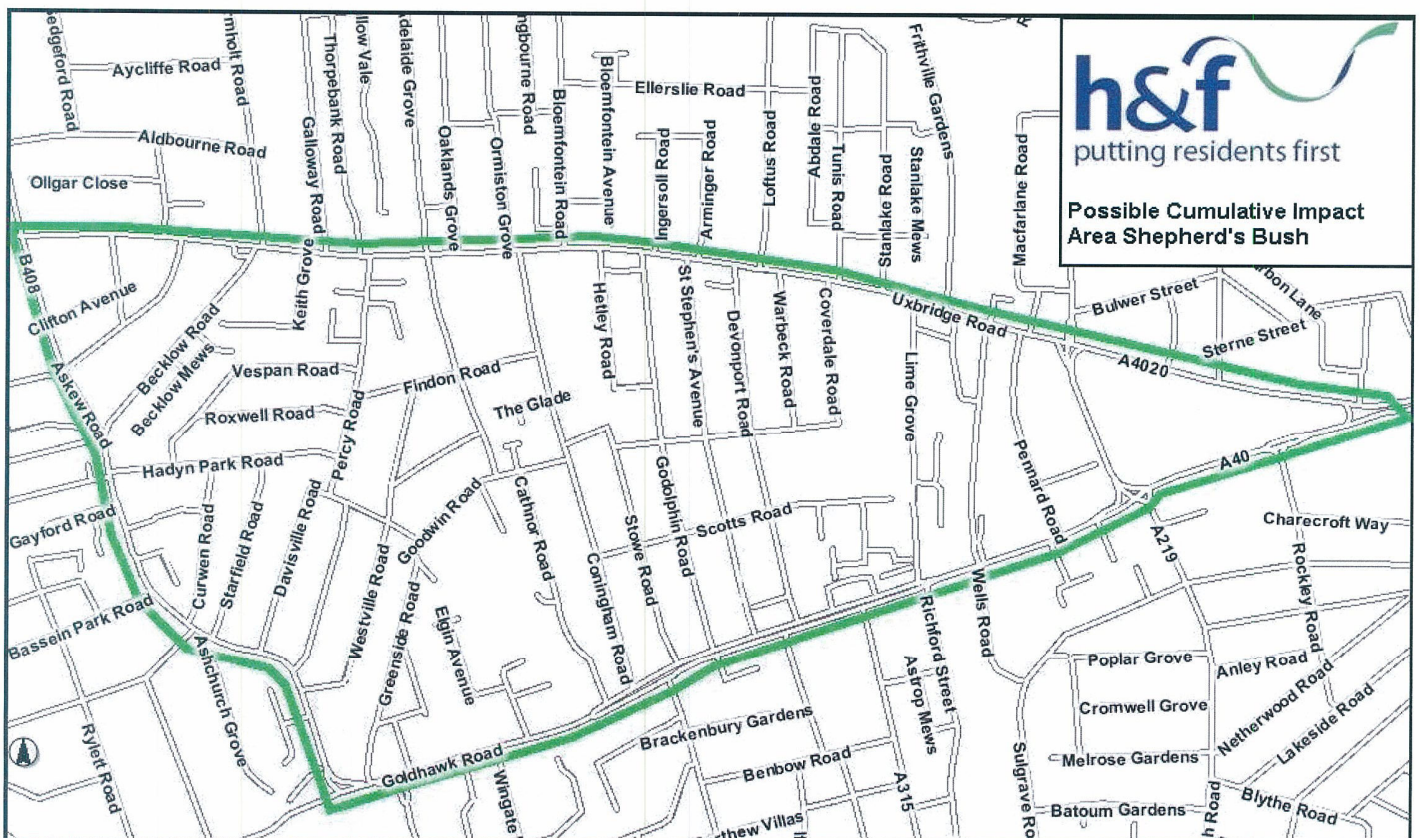 h&f
putting residents first
Possible Cumulative Impact
Area Shepherd's Bush
Aycliffe Road
Thorpebank Road
Adelaide Grove
Bloemfontein Avenue
Ellerslie Road
Frithville Gardens
Aldbourne Road
Galloway Road
Oaklands Grove
Ormiston Grove
Bloemfontein Road
Ingersoll Road
Arminger Road
Loftus Road
Abdale Road
Tunis Road
Stanlake Road
Stanlake Mews
Macfarlane Road
Ollgar Close
B408
Clifton Avenue
Keith Grove
Becklow Road
Becklow Mews
Hetley Road
St Stephen's Avenue
Devonport Road
Warbeck Road
Coverdale Road
Uxbridge Road
Bulwer Street
Sterne Street
A4020
Lime Grove
Askew Road
Vespan Road
Findon Road
The Glade
Roxwell Road
Percy Road
Hadyn Park Road
Pennard Road
A40
Gayford Road
Curwen Road
Starfield Road
Davisville Road
Goodwin Road
Cathnor Road
Godolphin Road
Scotts Road
Stowe Road
Coningham Road
Charecroft Way
A219
Rockley Road
Wells Road
Westville Road
Greenside Road
Elgin Avenue
Bassein Park Road
Ashchurch Grove
Richford Street
Astrop Mews
Poplar Grove
Anley Road
Netherwood Road
Lakeside Road
Cromwell Grove
Rylett Road
Goldhawk Road
Brackenbury Gardens
Benbow Road
Wingate
A315
Melrose Gardens
Batoum Gardens
Blythe Road